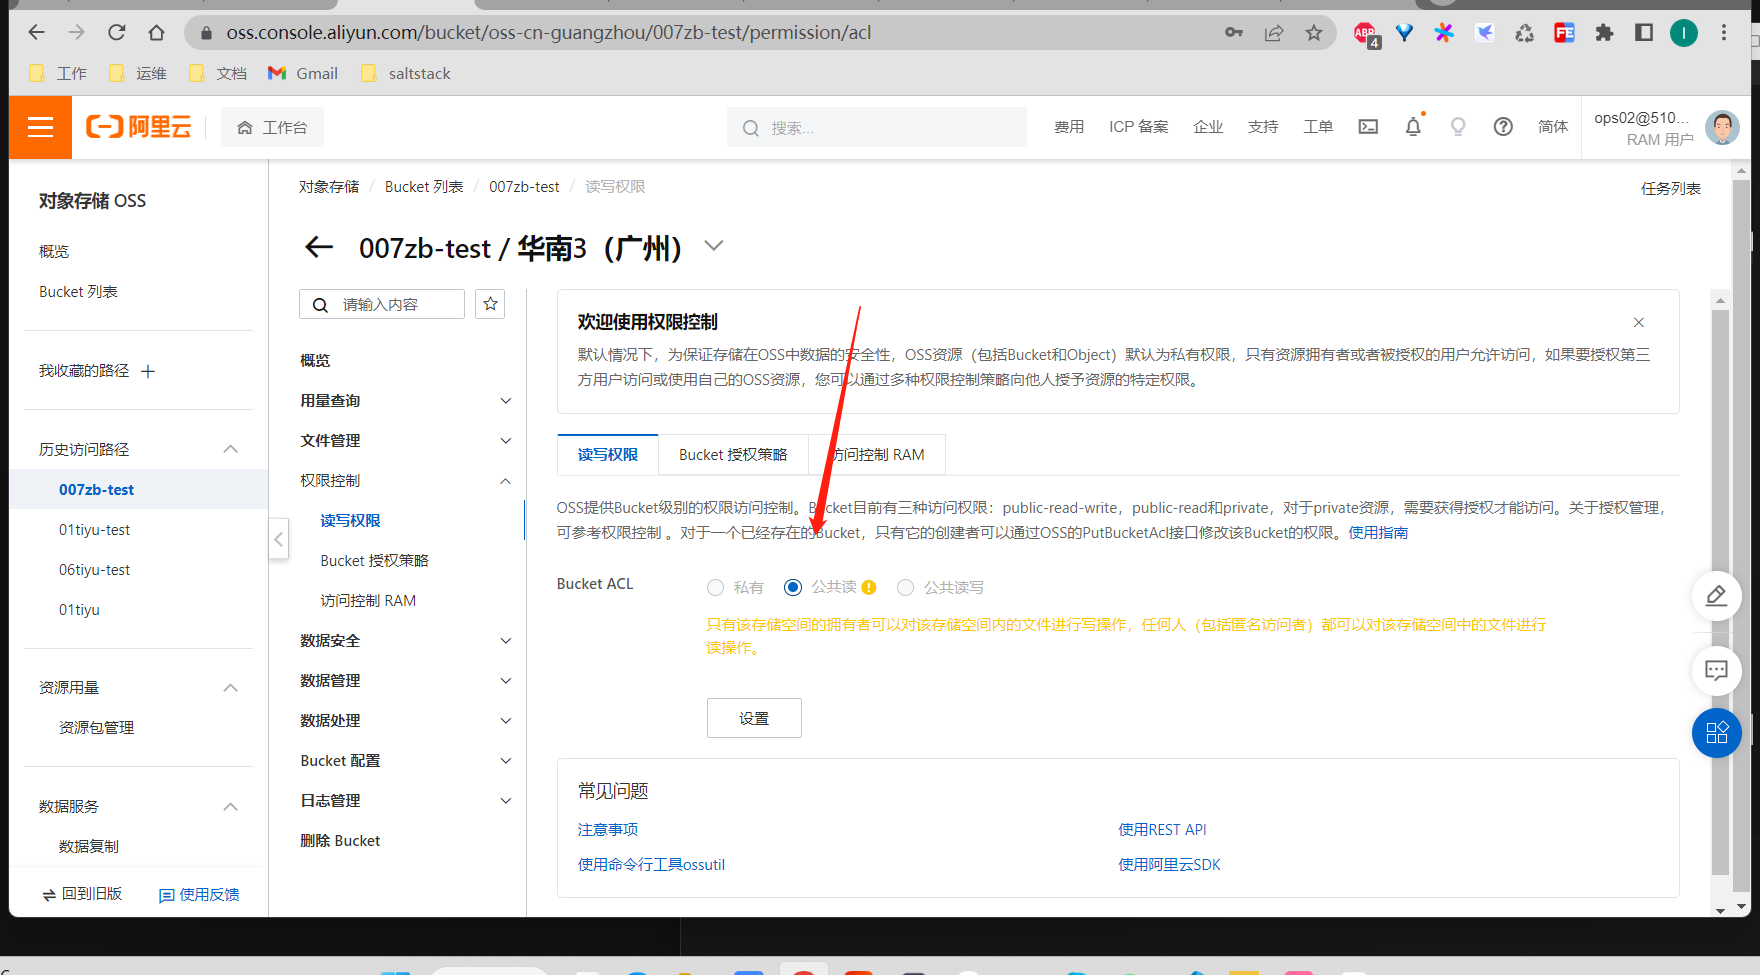 oss.console.aliyun.com/bucket/oss-cn-guangzhou/007zb-test/permission/acl
ABP 4
FE
I
工作 运维 文档 Gmail saltstack
阿里云 工作台 搜索... 费用 ICP 备案 企业 支持 工单 简体 ops02@510...
RAM 用户
对象存储 / Bucket 列表 / 007zb-test / 读写权限
任务列表
对象存储 OSS
概览
Bucket 列表
我收藏的路径
历史访问路径
007zb-test
01tiyu-test
06tiyu-test
01tiyu
资源用量
资源包管理
数据服务
数据复制
回到旧版 使用反馈
007zb-test / 华南3（广州）
请输入内容
概览
用量查询
文件管理
权限控制
读写权限
Bucket 授权策略
访问控制 RAM
数据安全
数据管理
数据处理
Bucket 配置
日志管理
删除 Bucket
欢迎使用权限控制
默认情况下，为保证存储在OSS中数据的安全性，OSS资源（包括Bucket和Object）默认为私有权限，只有资源拥有者或者被授权的用户允许访问，如果要授权第三
方用户访问或使用自己的OSS资源，您可以通过多种权限控制策略向他人授予资源的特定权限。
读写权限 Bucket 授权策略 访问控制 RAM
OSS提供Bucket级别的权限访问控制。Bucket目前有三种访问权限：public-read-write，public-read和private，对于private资源，需要获得授权才能访问。关于授权管理，
可参考权限控制 。对于一个已经存在的Bucket，只有它的创建者可以通过OSS的PutBucketAcl接口修改该Bucket的权限。使用指南
Bucket ACL 私有 公共读 公共读写
只有该存储空间的拥有者可以对该存储空间内的文件进行写操作，任何人（包括匿名访问者）都可以对该存储空间中的文件进行
读操作。
设置
常见问题
注意事项 使用REST API
使用命令行工具ossutil 使用阿里云SDK